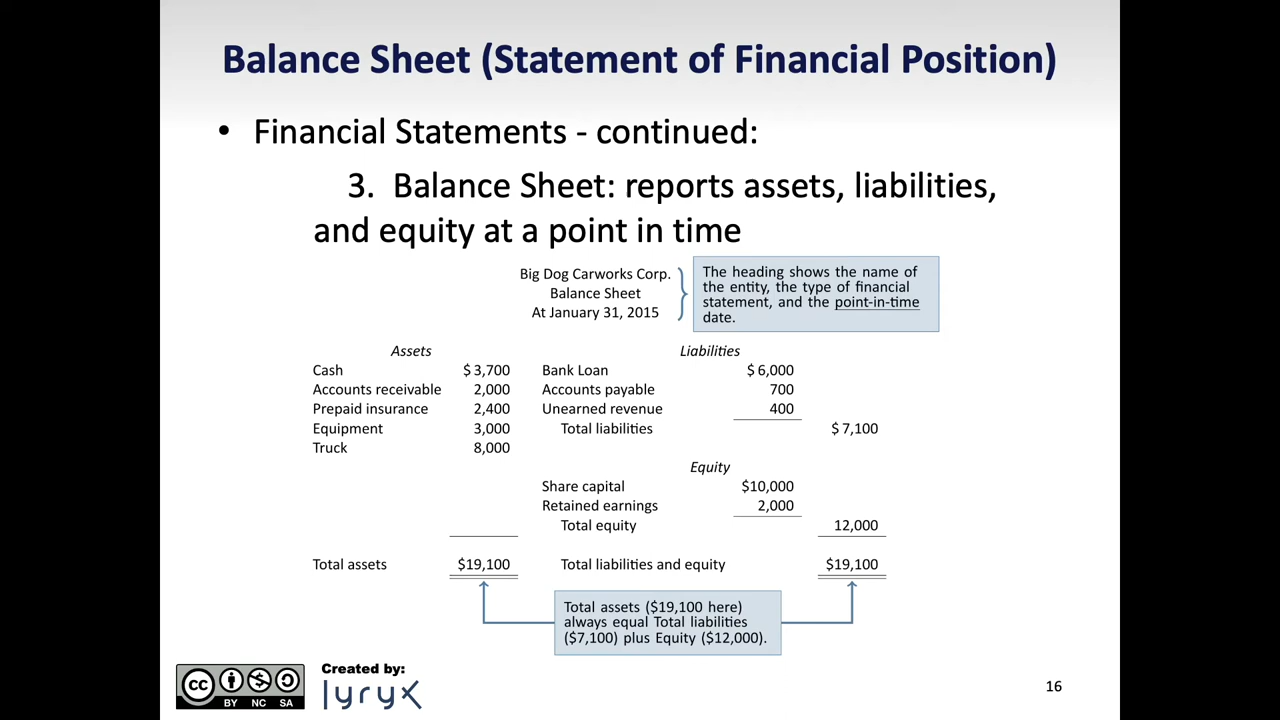 Balance Sheet (Statement of Financial Position)
• Financial Statements - continued:
3. Balance Sheet: reports assets, liabilities,
and equity at a point in time
Big Dog Carworks Corp.
Balance Sheet
At January 31, 2015
The heading shows the name of
the entity, the type of financial
statement, and the point-in-time
date.
Assets Liabilities
Cash $ 3,700 Bank Loan $ 6,000
Accounts receivable 2,000 Accounts payable 700
Prepaid insurance 2,400 Unearned revenue 400
Equipment 3,000 Total liabilities $ 7,100
Truck 8,000
Equity
Share capital $10,000
Retained earnings 2,000
Total equity 12,000
Total assets $19,100 Total liabilities and equity $19,100
Total assets ($19,100 here)
always equal Total liabilities
($7,100) plus Equity ($12,000).
cc BY NC SA
Created by:
lyryx
16